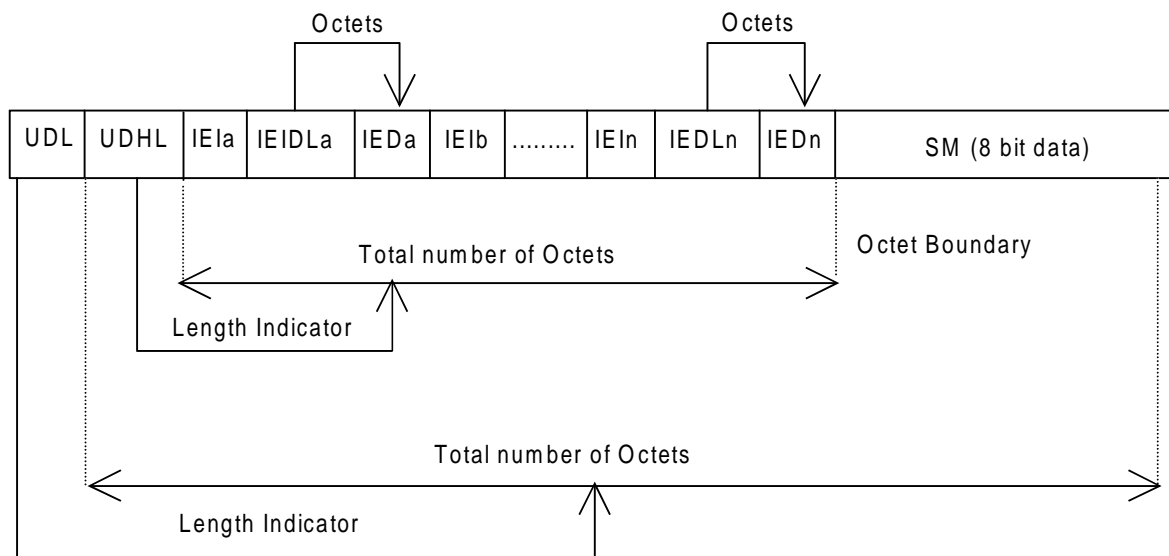 Octets Octets
UDL UDHL IEIa IEIDLa IEDa IEIb ......... IEIn IEDLn IEDn SM (8 bit data)
Total number of Octets Octet Boundary
Length Indicator
Total number of Octets
Length Indicator